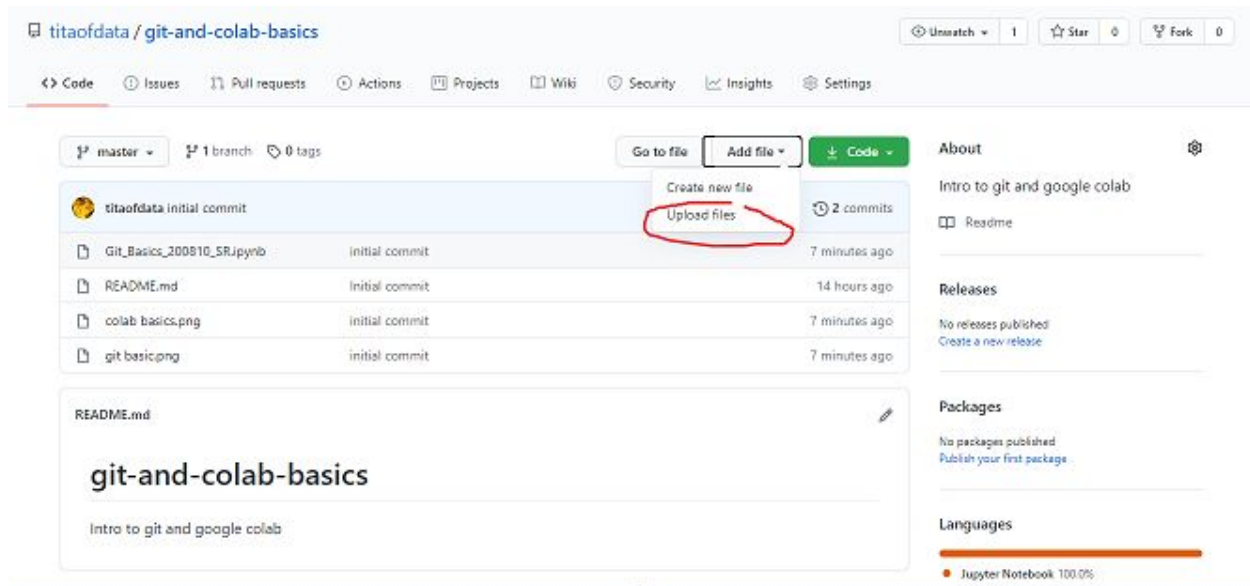 titaofdata / git-and-colab-basics
Unwatch 1 Star 0 Fork 0
Code Issues Pull requests Actions Projects Wiki Security Insights Settings
master 1 branch 0 tags Go to file Add file Code
Create new file
Upload files
titaofdata initial commit 2 commits
Git_Basics_200810_SR.ipynb initial commit 7 minutes ago
README.md Initial commit 14 hours ago
colab basics.png initial commit 7 minutes ago
git basic.png initial commit 7 minutes ago
README.md
git-and-colab-basics
Intro to git and google colab
About
Intro to git and google colab
Readme
Releases
No releases published
Create a new release
Packages
No packages published
Publish your first package
Languages
Jupyter Notebook 100.0%